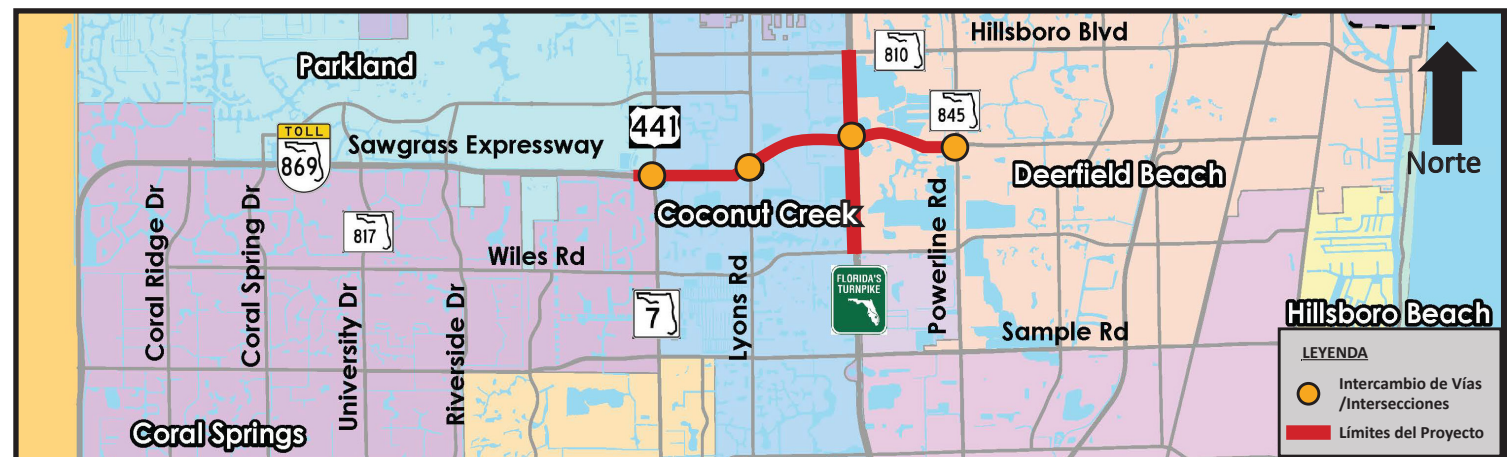 Hillsboro Blvd
810
Parkland
845
441
TOLL
869
Sawgrass Expressway
Norte
Deerfield Beach
Coconut Creek
Coral Ridge Dr
Coral Spring Dr
817
Wiles Rd
University Dr
Riverside Dr
7
Lyons Rd
FLORIDA'S
TURNPIKE
Powerline Rd
Sample Rd
Hillsboro Beach
Coral Springs
LEYENDA
Intercambio de Vías
/Intersecciones
Límites del Proyecto